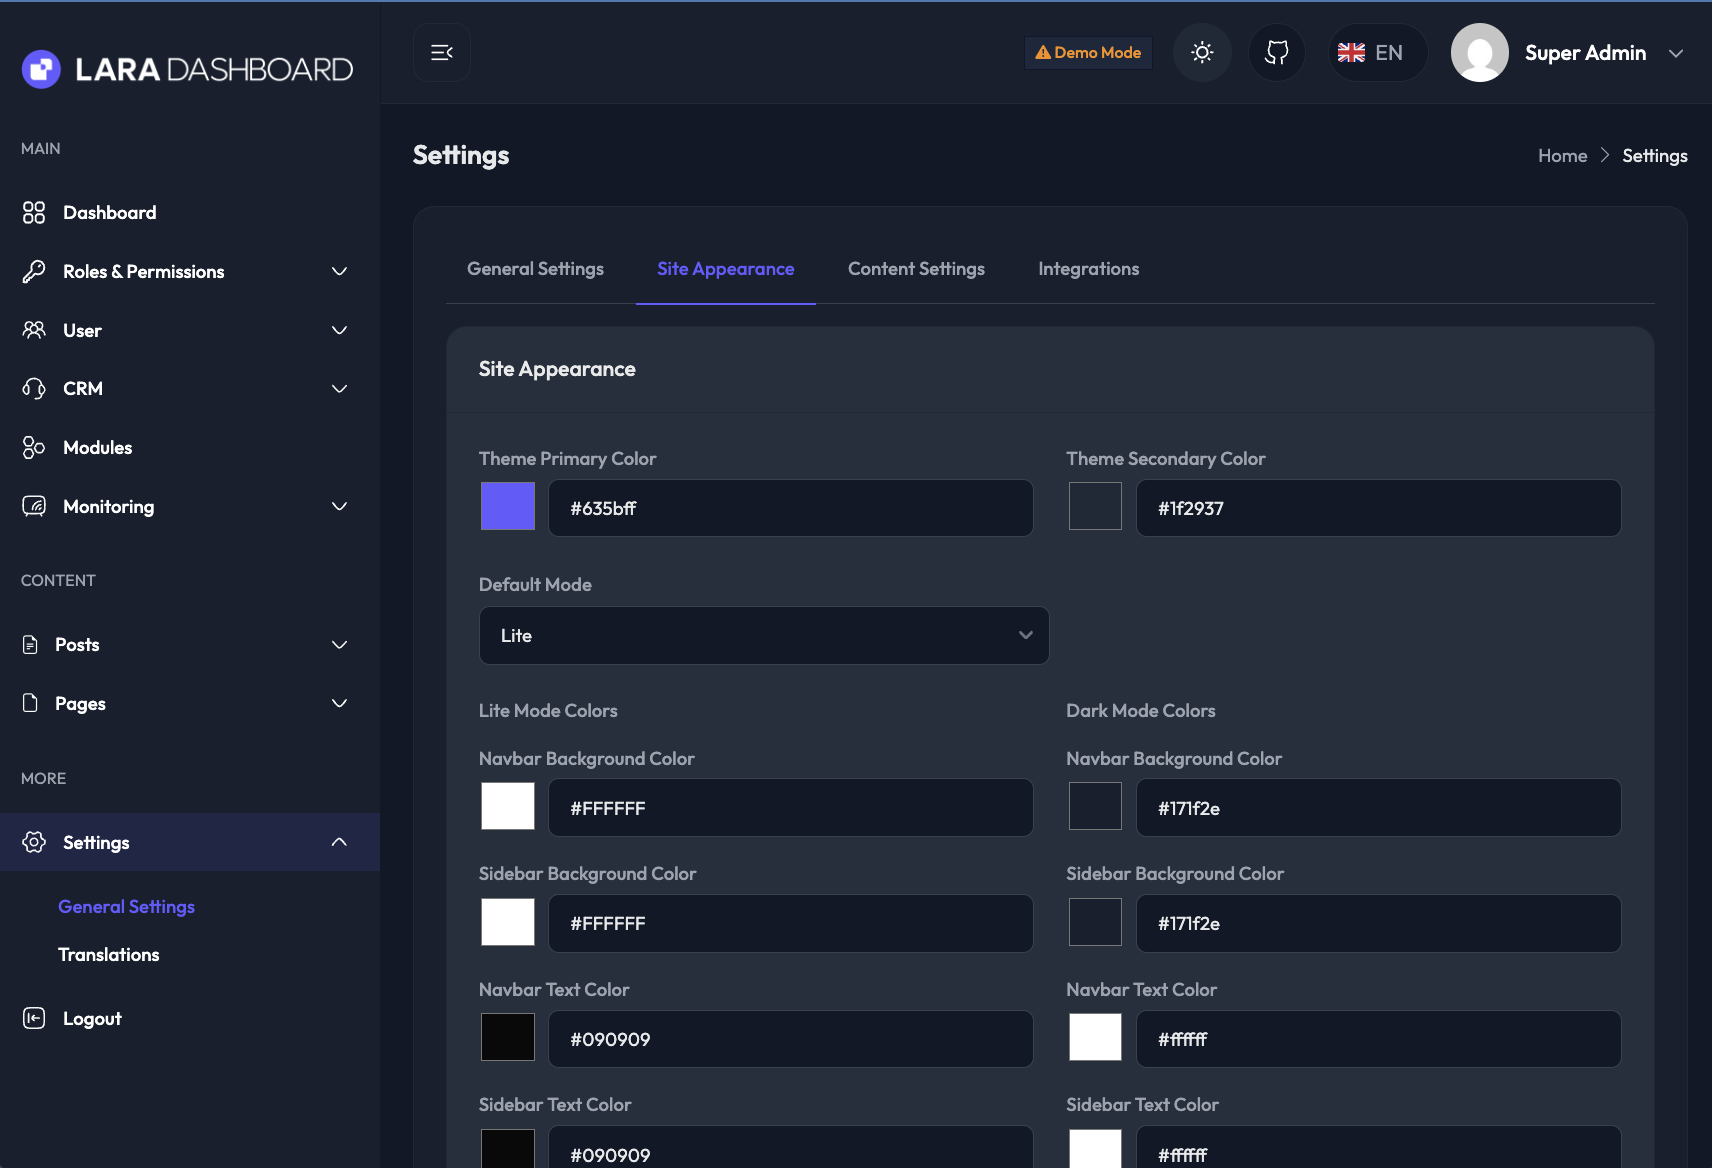 LARA DASHBOARD
MAIN
Dashboard
Roles & Permissions
User
CRM
Modules
Monitoring
CONTENT
Posts
Pages
MORE
Settings
General Settings
Translations
Logout
Demo Mode
EN
Super Admin
Settings
Home
Settings
General Settings
Site Appearance
Content Settings
Integrations
Site Appearance
Theme Primary Color
#635bff
Theme Secondary Color
#1f2937
Default Mode
Lite
Lite Mode Colors
Dark Mode Colors
Navbar Background Color
#FFFFFF
Navbar Background Color
#171f2e
Sidebar Background Color
#FFFFFF
Sidebar Background Color
#171f2e
Navbar Text Color
#090909
Navbar Text Color
#ffffff
Sidebar Text Color
#090909
Sidebar Text Color
#ffffff